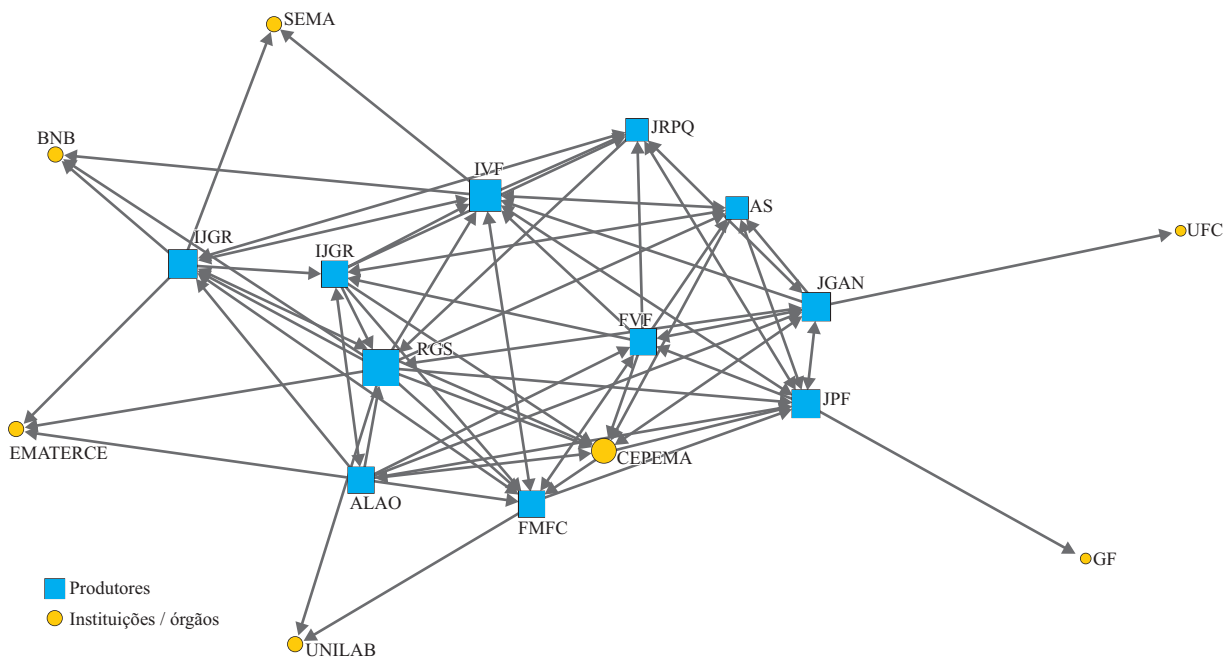 SEMA
BNB
JRPQ
IVF
AS
UFC
IJGR
IJGR
JGAN
FVF
RGS
JPF
EMATERCE
CEPEMA
ALAO
FMFC
GF
Produtores
Instituições / órgãos
UNILAB